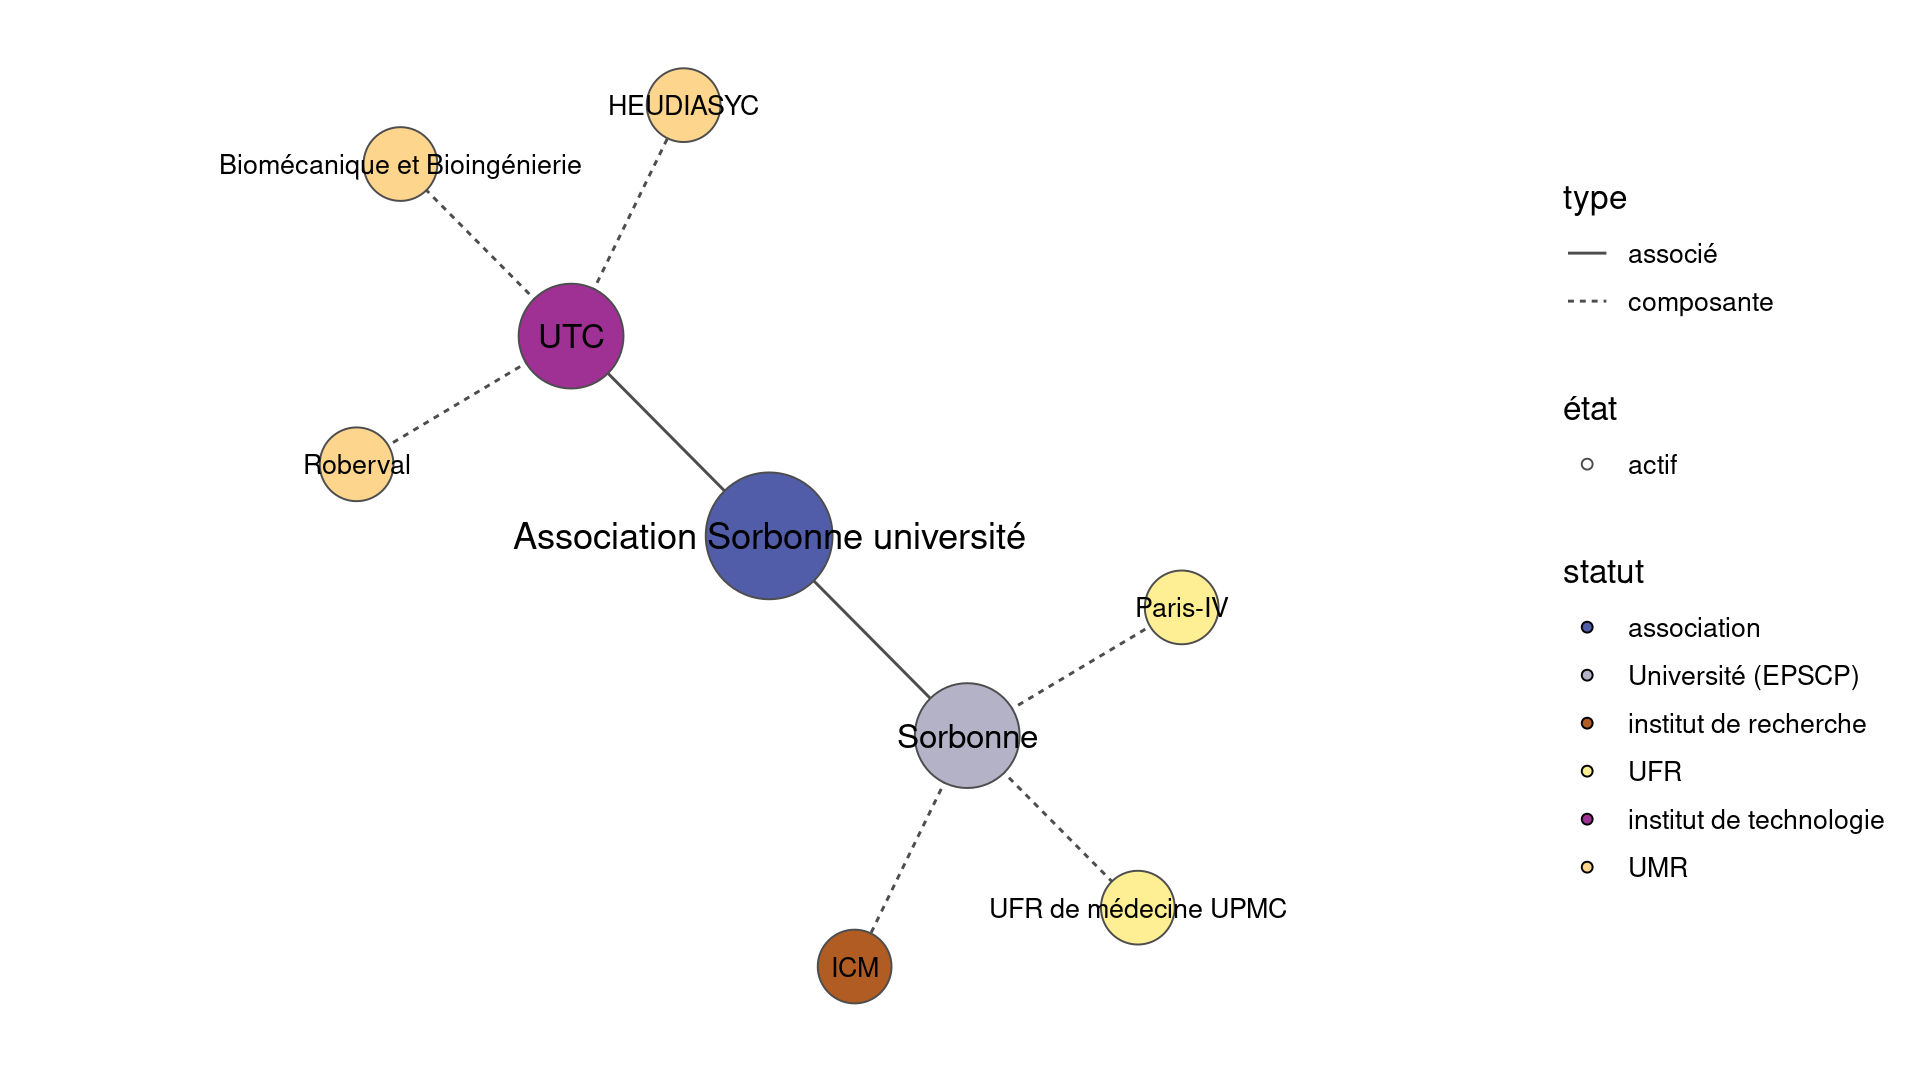 HEUDIASYC
Biomécanique et Bioingénierie
UTC
Roberval
Association Sorbonne université
Paris-IV
Sorbonne
UFR de médecine UPMC
ICM
type
associé
composante
état
actif
statut
association
Université (EPSCP)
institut de recherche
UFR
institut de technologie
UMR